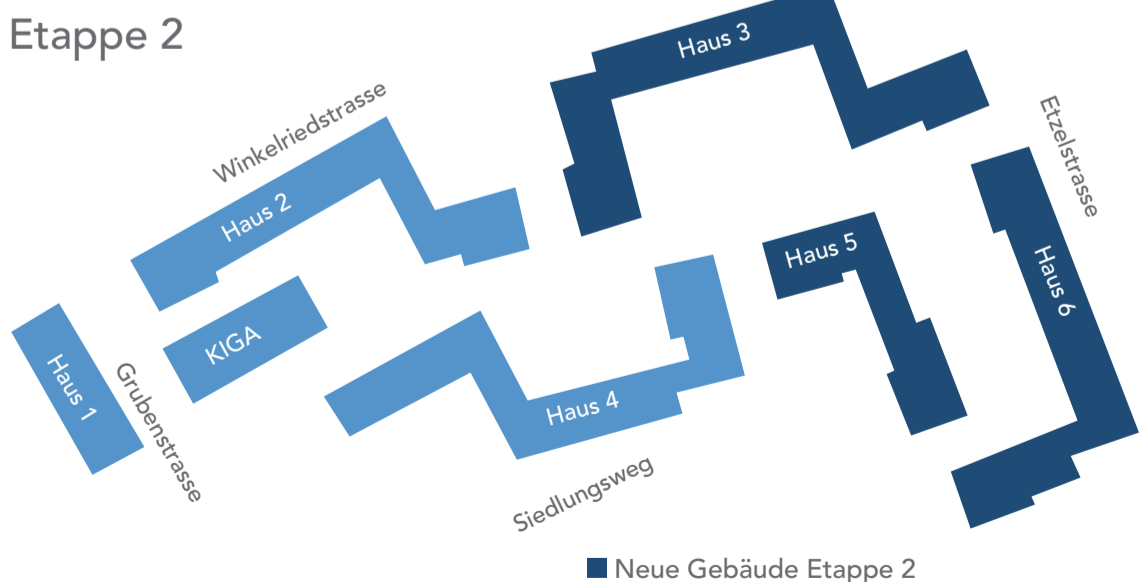 Etappe 2
Haus 3
Winkelriedstrasse
Etzelstrasse
Haus 2
Haus 5
Haus 6
KIGA
Haus 1
Grubenstrasse
Haus 4
Siedlungsweg
Neue Gebäude Etappe 2